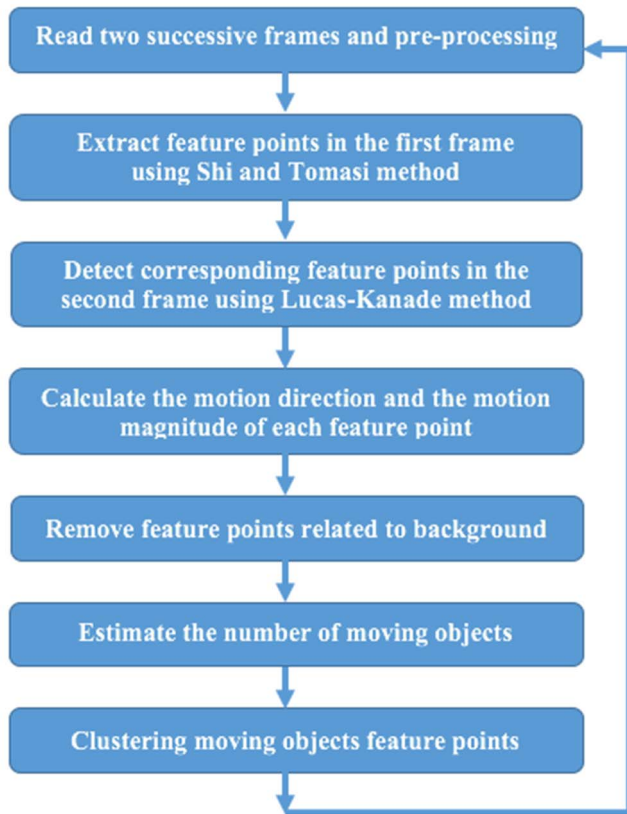 Read two successive frames and pre-processing
Extract feature points in the first frame
using Shi and Tomasi method
Detect corresponding feature points in the
second frame using Lucas-Kanade method
Calculate the motion direction and the motion
magnitude of each feature point
Remove feature points related to background
Estimate the number of moving objects
Clustering moving objects feature points